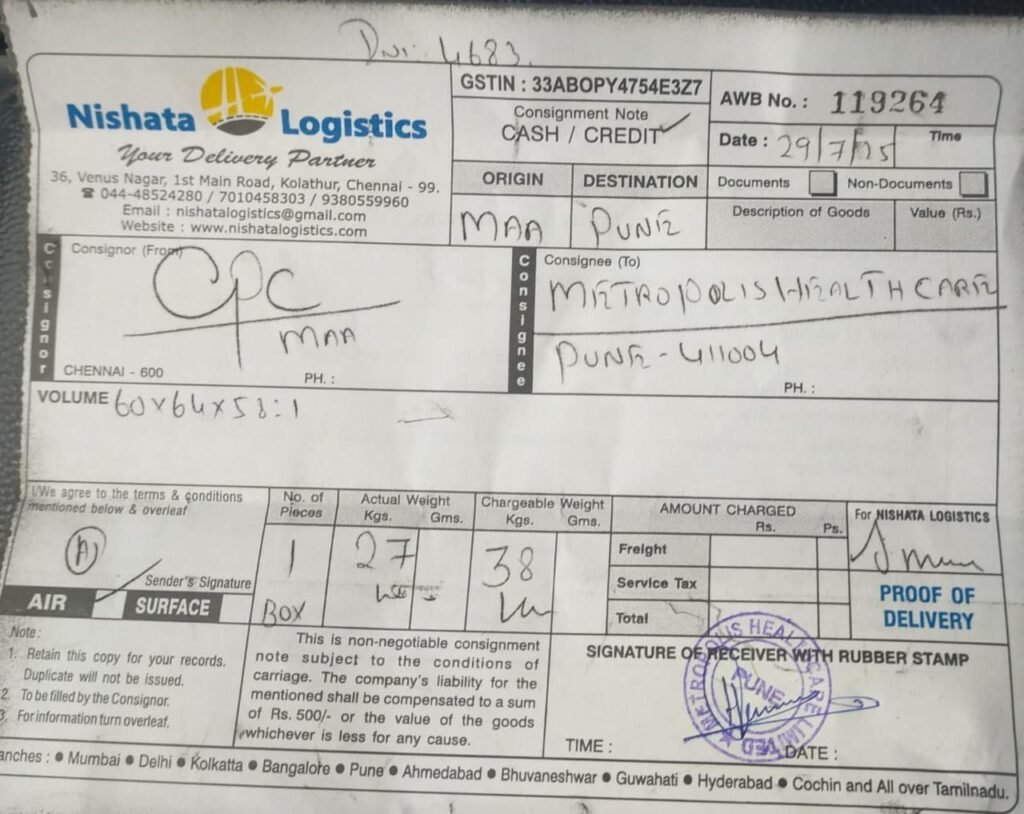 Dni: 4683.
Nishata Logistics
Your Delivery Partner
36, Venus Nagar, 1st Main Road, Kolathur, Chennai - 99.
☎ 044-48524280 / 7010458303 / 9380559960
Email : nishatalogistics@gmail.com
Website : www.nishatalogistics.com
GSTIN : 33ABOPY4754E3Z7
Consignment Note
CASH / CREDIT ✓
AWB No. : 119264
Date : 29/7/25 Time
ORIGIN DESTINATION
MAA PUNE
Documents Non-Documents
Description of Goods Value (Rs.)
Consignor
Consignor (From)
CPC
MAA
CHENNAI - 600 PH. :
Consignee
Consignee (To)
METROPOLIS HEALTH CARE
PUNE - 411004
PH. :
VOLUME 60x64x58:1
I/We agree to the terms & conditions
mentioned below & overleaf
(A)
Sender's Signature
AIR SURFACE
No. of Pieces
1
BOX
Actual Weight
Kgs. Gms.
27
Chargeable Weight
Kgs. Gms.
38
AMOUNT CHARGED
Rs. Ps.
Freight
Service Tax
Total
For NISHATA LOGISTICS
PROOF OF
DELIVERY
Note:
1. Retain this copy for your records.
Duplicate will not be issued.
2. To be filled by the Consignor.
3. For information turn overleaf.
This is non-negotiable consignment
note subject to the conditions of
carriage. The company's liability for the
mentioned shall be compensated to a sum
of Rs. 500/- or the value of the goods
whichever is less for any cause.
SIGNATURE OF RECEIVER WITH RUBBER STAMP
METROPOLIS HEALTHCARE LIMITED
PUNE
TIME : DATE :
anches : ● Mumbai ● Delhi ● Kolkatta ● Bangalore ● Pune ● Ahmedabad ● Bhuvaneshwar ● Guwahati ● Hyderabad ● Cochin and All over Tamilnadu.